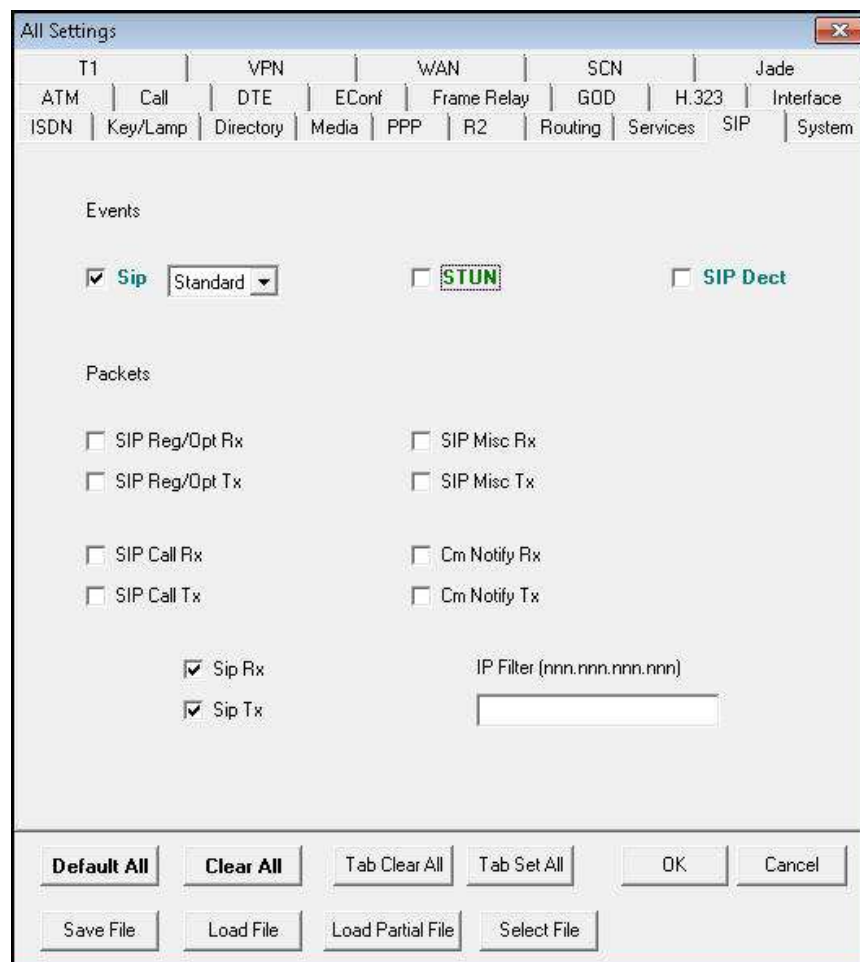 All Settings
T1 VPN WAN SCN Jade
ATM Call DTE EConf Frame Relay GOD H.323 Interface
ISDN Key/Lamp Directory Media PPP R2 Routing Services SIP System
Events
Sip Standard STUN SIP Dect
Packets
SIP Reg/Opt Rx SIP Misc Rx
SIP Reg/Opt Tx SIP Misc Tx
SIP Call Rx Cm Notify Rx
SIP Call Tx Cm Notify Tx
Sip Rx IP Filter (nnn.nnn.nnn.nnn)
Sip Tx
Default All Clear All Tab Clear All Tab Set All OK Cancel
Save File Load File Load Partial File Select File